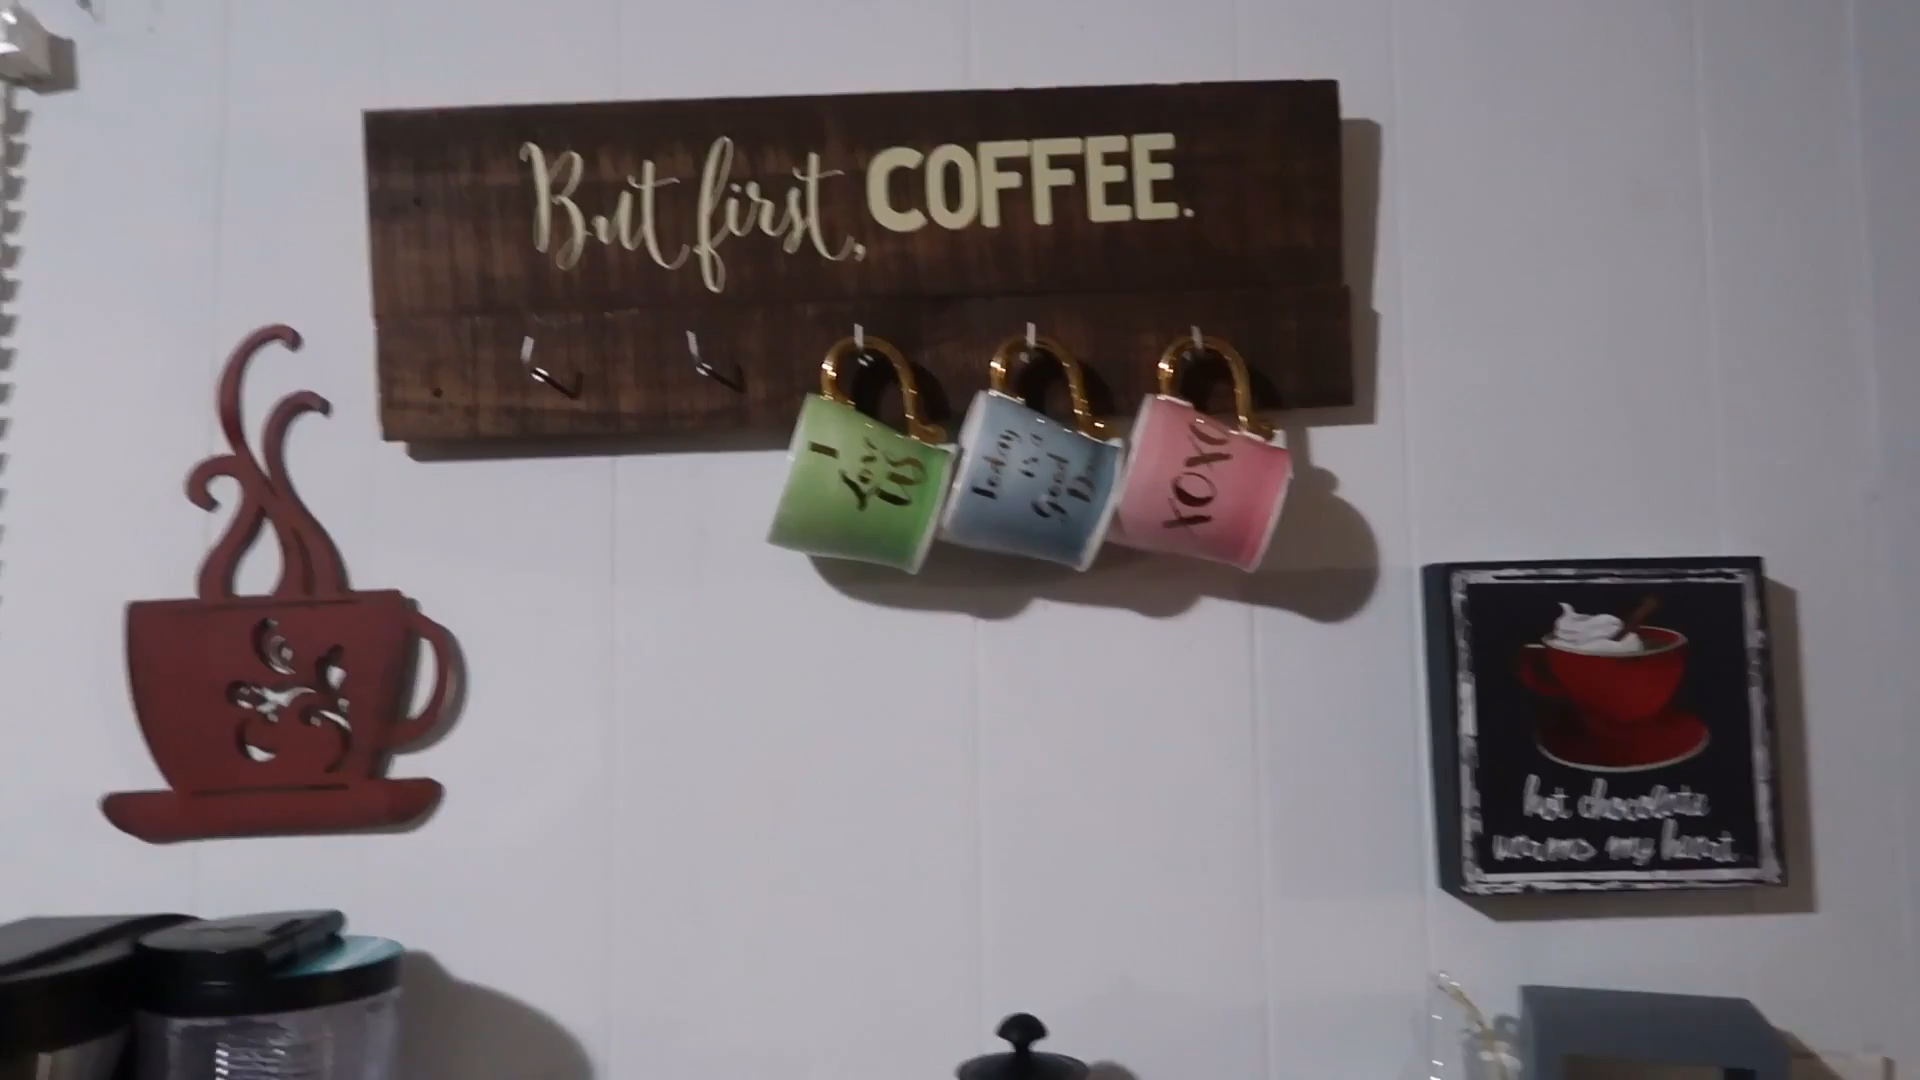 But first, COFFEE.
I
Love
US
Today
is a
Good
XOXO
hot chocolate
warms my heart